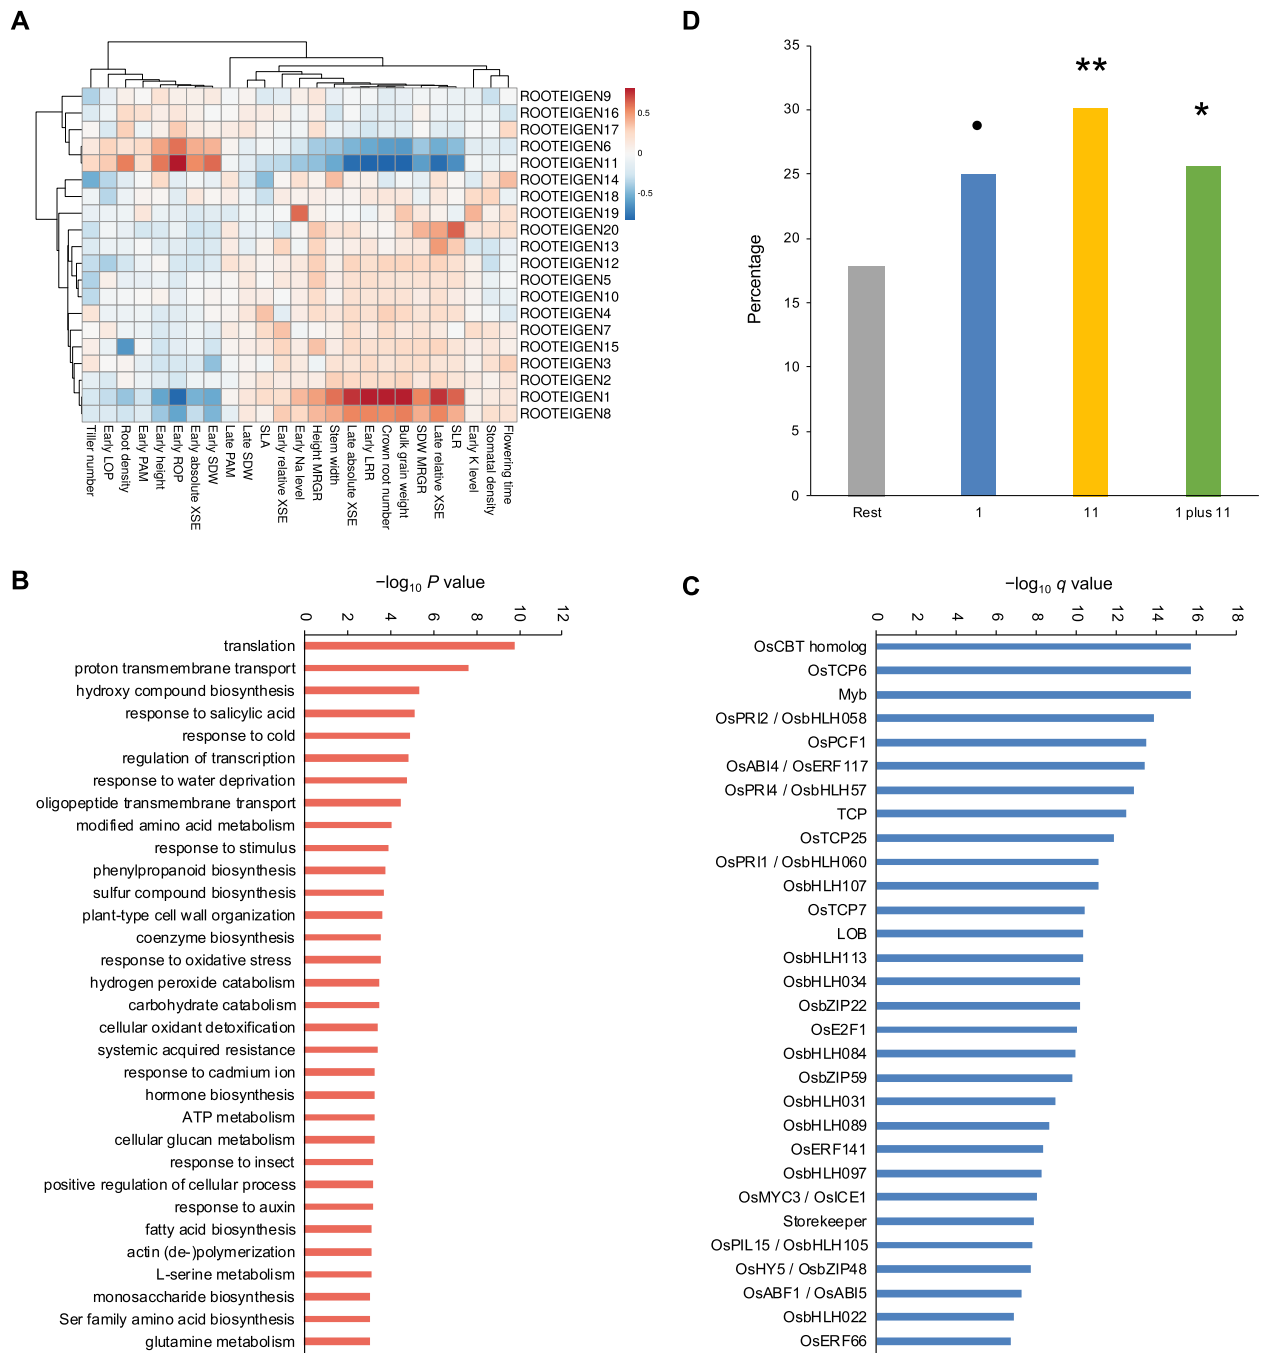 A
ROOTEIGEN9
ROOTEIGEN16
ROOTEIGEN17
ROOTEIGEN6
ROOTEIGEN11
ROOTEIGEN14
ROOTEIGEN18
ROOTEIGEN19
ROOTEIGEN20
ROOTEIGEN13
ROOTEIGEN12
ROOTEIGEN5
ROOTEIGEN10
ROOTEIGEN4
ROOTEIGEN7
ROOTEIGEN15
ROOTEIGEN3
ROOTEIGEN2
ROOTEIGEN1
ROOTEIGEN8
0.5
0
-0.5
Tiller number
Early LOP
Root density
Early PAM
Early height
Early ROP
Early absolute XSE
Early SDW
Late PAM
Late SDW
SLA
Early relative XSE
Early Na level
Height MRGR
Stem width
Late absolute XSE
Early LRR
Crown root number
Bulk grain weight
SDW MRGR
Late relative XSE
SLR
Early K level
Stomatal density
Flowering time
D
Percentage
35
30
25
20
15
10
5
0
•
**
*
Rest
1
11
1 plus 11
B
−log10 P value
0
2
4
6
8
10
12
translation
proton transmembrane transport
hydroxy compound biosynthesis
response to salicylic acid
response to cold
regulation of transcription
response to water deprivation
oligopeptide transmembrane transport
modified amino acid metabolism
response to stimulus
phenylpropanoid biosynthesis
sulfur compound biosynthesis
plant-type cell wall organization
coenzyme biosynthesis
response to oxidative stress
hydrogen peroxide catabolism
carbohydrate catabolism
cellular oxidant detoxification
systemic acquired resistance
response to cadmium ion
hormone biosynthesis
ATP metabolism
cellular glucan metabolism
response to insect
positive regulation of cellular process
response to auxin
fatty acid biosynthesis
actin (de-)polymerization
L-serine metabolism
monosaccharide biosynthesis
Ser family amino acid biosynthesis
glutamine metabolism
C
−log10 q value
0
2
4
6
8
10
12
14
16
18
OsCBT homolog
OsTCP6
Myb
OsPRI2 / OsbHLH058
OsPCF1
OsABI4 / OsERF117
OsPRI4 / OsbHLH57
TCP
OsTCP25
OsPRI1 / OsbHLH060
OsbHLH107
OsTCP7
LOB
OsbHLH113
OsbHLH034
OsbZIP22
OsE2F1
OsbHLH084
OsbZIP59
OsbHLH031
OsbHLH089
OsERF141
OsbHLH097
OsMYC3 / OsICE1
Storekeeper
OsPIL15 / OsbHLH105
OsHY5 / OsbZIP48
OsABF1 / OsABI5
OsbHLH022
OsERF66